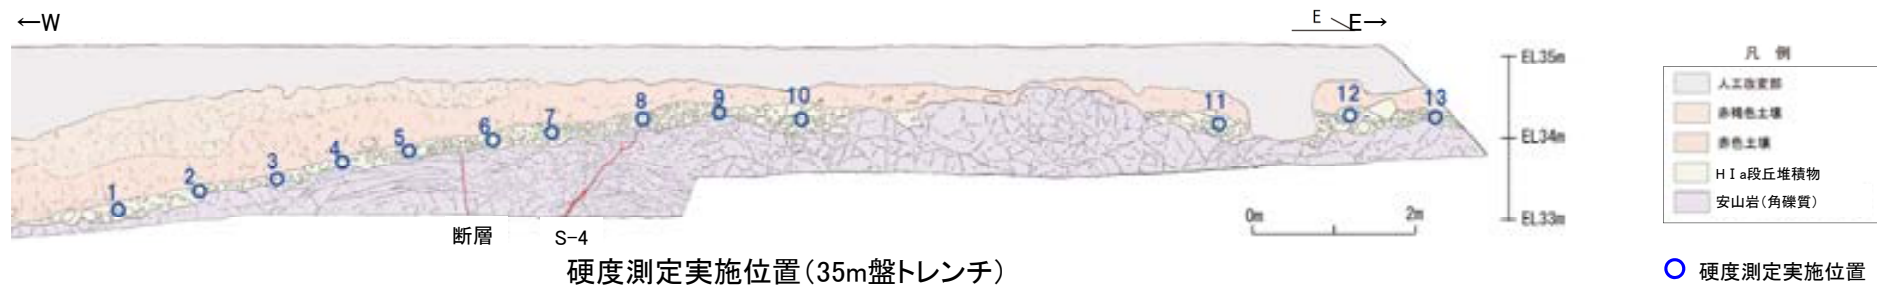 ←W
E
E→
EL35m
EL34m
EL33m
1
2
3
4
5
6
7
8
9
10
11
12
13
0m
2m
断層
S-4
硬度測定実施位置(35m盤トレンチ)
凡 例
人工改変部
赤褐色土壌
赤色土壌
HⅠa段丘堆積物
安山岩(角礫質)
硬度測定実施位置